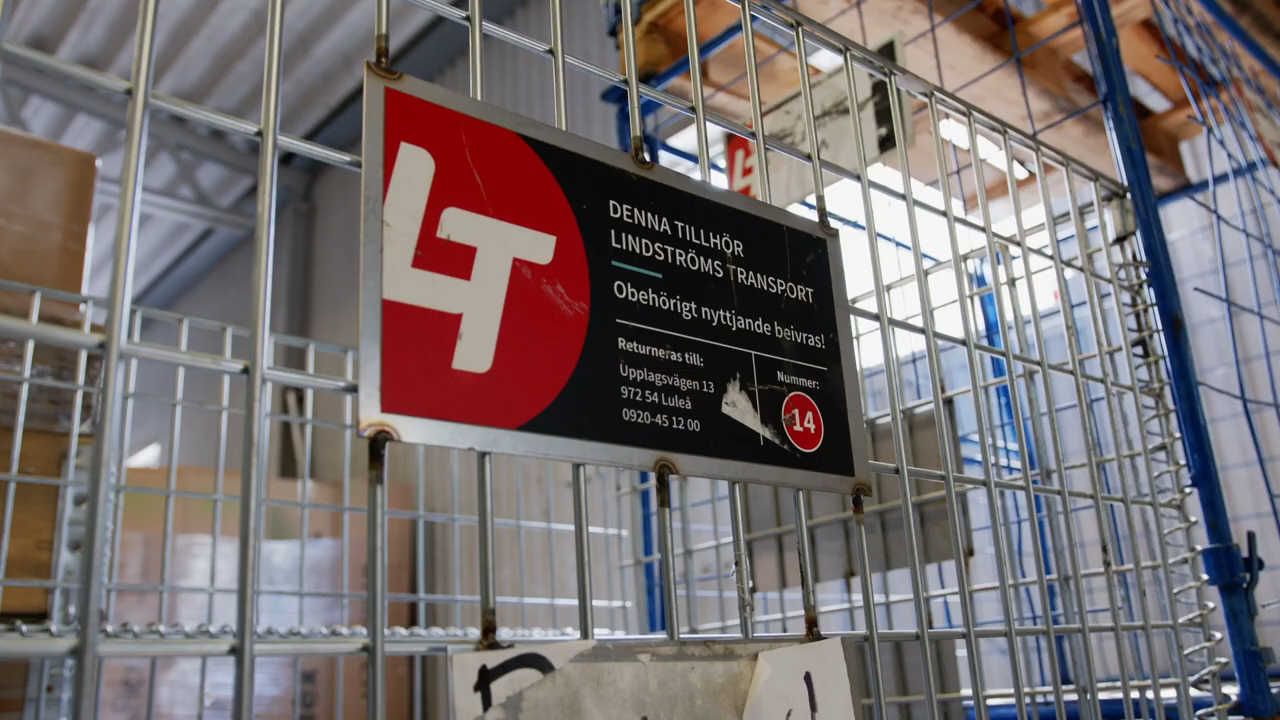 LT
DENNA TILLHÖR
LINDSTRÖMS TRANSPORT
Obehörigt nyttjande beivras!
Returneras till:
Upplagsvägen 13
972 54 Luleå
0920-45 12 00
Nummer:
14